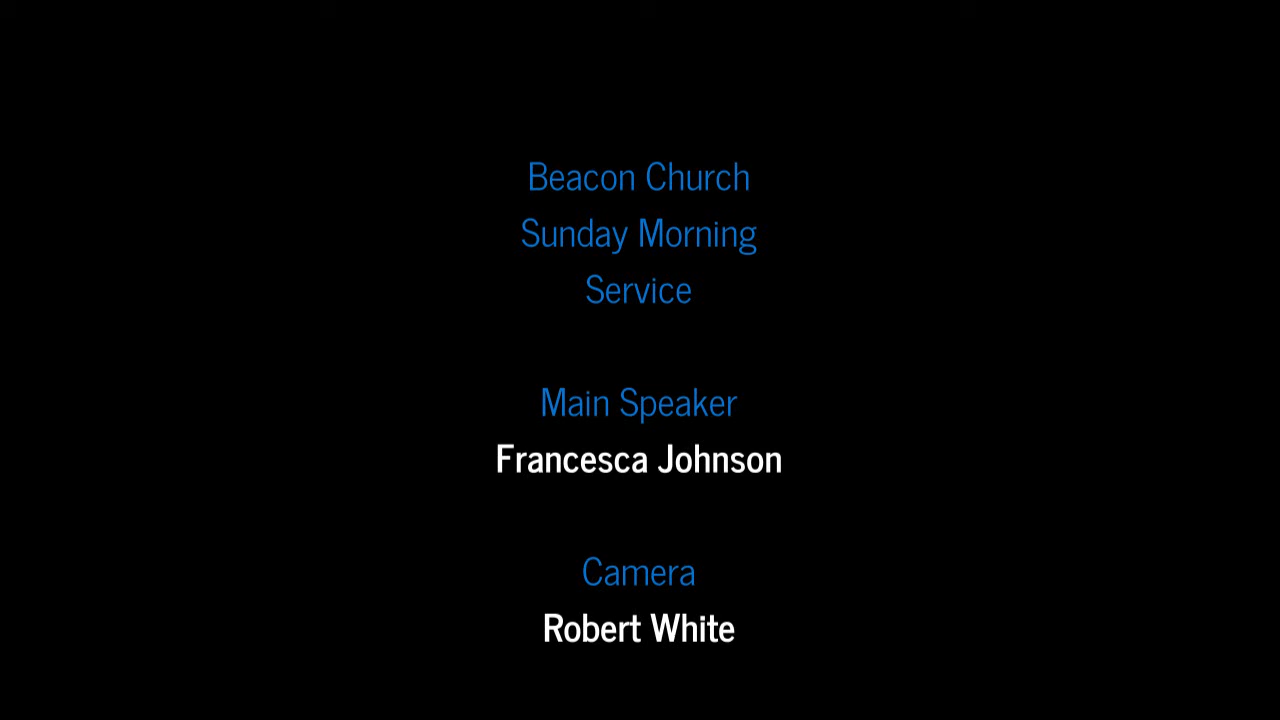 Beacon Church
Sunday Morning
Service
Main Speaker
Francesca Johnson
Camera
Robert White